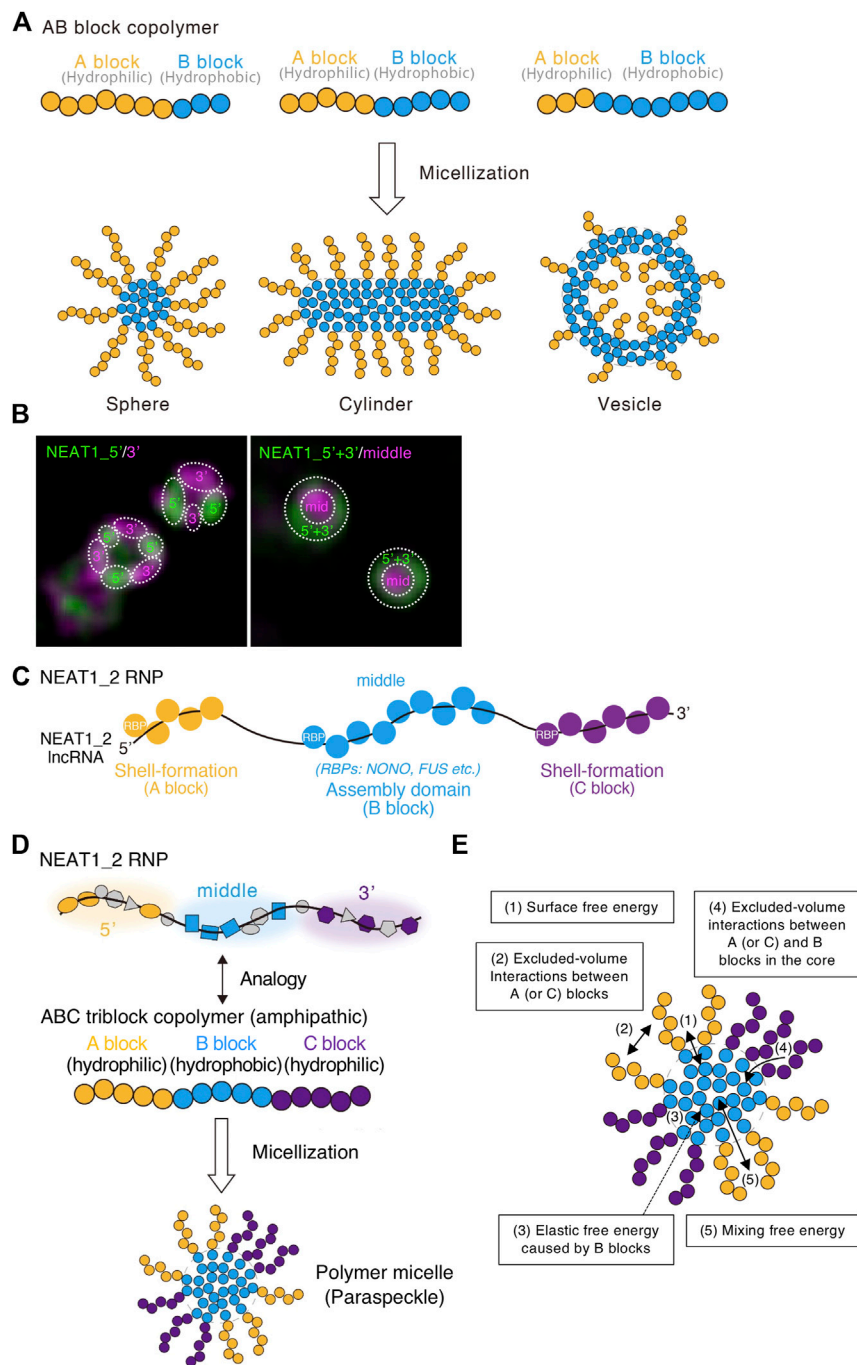 A
AB block copolymer
A block
(Hydrophilic)
B block
(Hydrophobic)
A block
(Hydrophilic)
B block
(Hydrophobic)
A block
(Hydrophilic)
B block
(Hydrophobic)
Micellization
Sphere
Cylinder
Vesicle
B
NEAT1_5'/3'
3'
5'
5'
3'
5'
3'
5'
3'
5'
3'
NEAT1_5'+3'/middle
mid
5'+3'
5'+3'
mid
C
NEAT1_2 RNP
middle
RBP
RBP
RBP
3'
NEAT1_2
lncRNA
5'
Shell-formation
(A block)
(RBPs: NONO, FUS etc.)
Assembly domain
(B block)
Shell-formation
(C block)
D
NEAT1_2 RNP
5'
middle
3'
Analogy
ABC triblock copolymer (amphipathic)
A block
(hydrophilic)
B block
(hydrophobic)
C block
(hydrophilic)
Micellization
Polymer micelle
(Paraspeckle)
E
(1) Surface free energy
(4) Excluded-volume
interactions between
A (or C) and B
blocks in the core
(2) Excluded-volume
Interactions between
A (or C) blocks
(2)
(1)
(4)
(3)
(5)
(3) Elastic free energy
caused by B blocks
(5) Mixing free energy